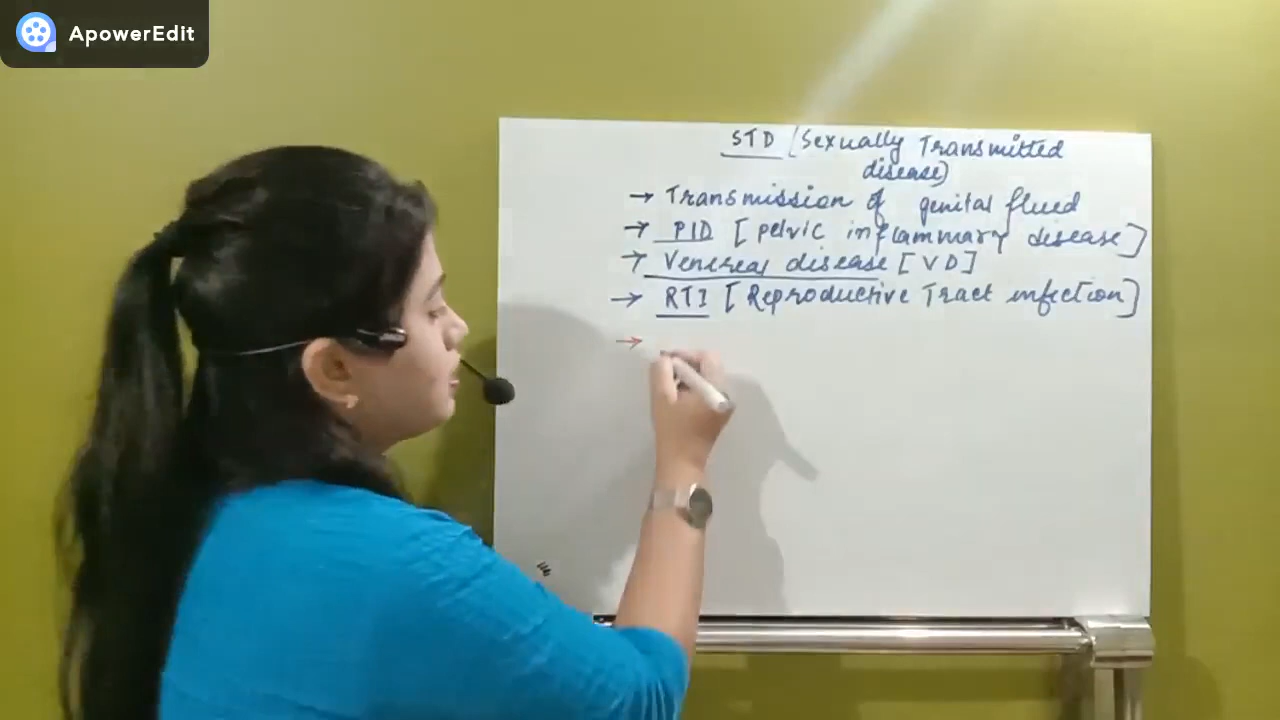 ApowerEdit
STD [Sexually Transmitted
disease)
→ Transmission of genital flued
→ PID [pelvic inflammary disease]
→ Venereal disease [VD]
→ RTI [Reproductive Tract infection]
→